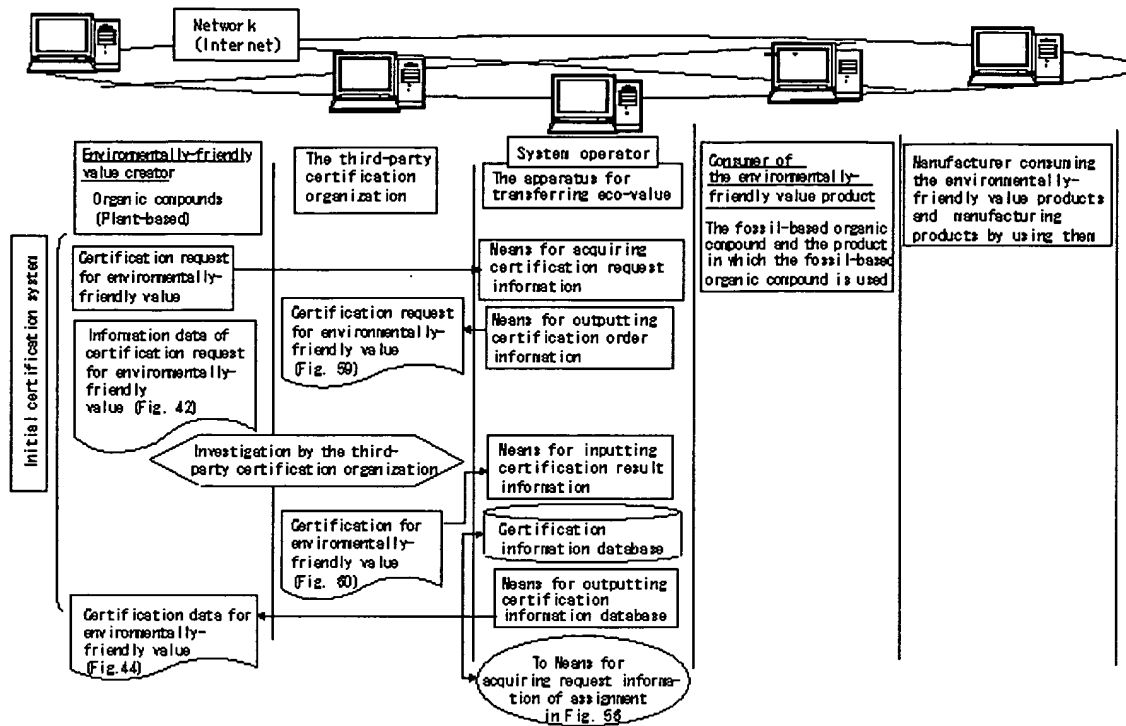 Network
(Internet)
Environmentally-friendly
value creator
Organic compounds
(Plant-based)
The third-party
certification
organization
System operator
The apparatus for
transferring eco-value
Consumer of
the environmentally-
friendly value product
The fossil-based organic
compound and the product
in which the fossil-based
organic compound is used
Manufacturer consuming
the environmentally-
friendly value products
and manufacturing
products by using them
Initial certification system
Certification request
for environmentally-
friendly value
Means for acquiring
certification request
information
Information data of
certification request
for environmentally-
friendly
value (Fig. 42)
Certification request
for environmentally-
friendly value
(Fig. 59)
Means for outputting
certification order
information
Investigation by the third-
party certification organization
Means for inputting
certification result
information
Certification for
environmentally-
friendly value
(Fig. 60)
Certification
information database
Means for outputting
certification
information database
Certification data for
environmentally-
friendly value
(Fig.44)
To Means for
acquiring request informa-
tion of assignment
in Fig. 56